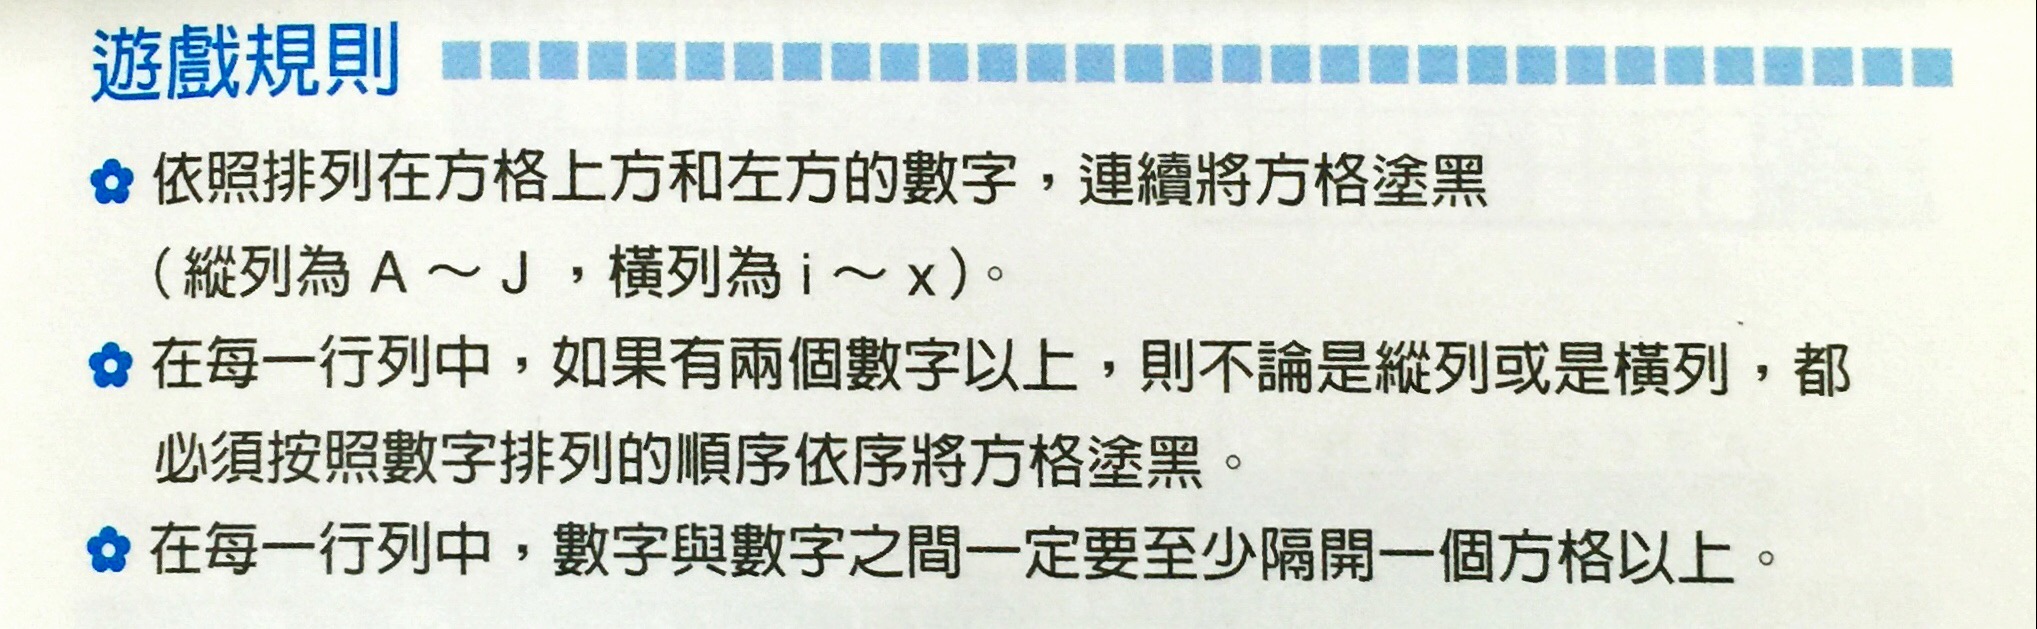 遊戲規則
依照排列在方格上方和左方的數字，連續將方格塗黑
（縱列為 A ～ J ，橫列為 i ～ x）。
在每一行列中，如果有兩個數字以上，則不論是縱列或是橫列，都
必須按照數字排列的順序依序將方格塗黑。
在每一行列中，數字與數字之間一定要至少隔開一個方格以上。